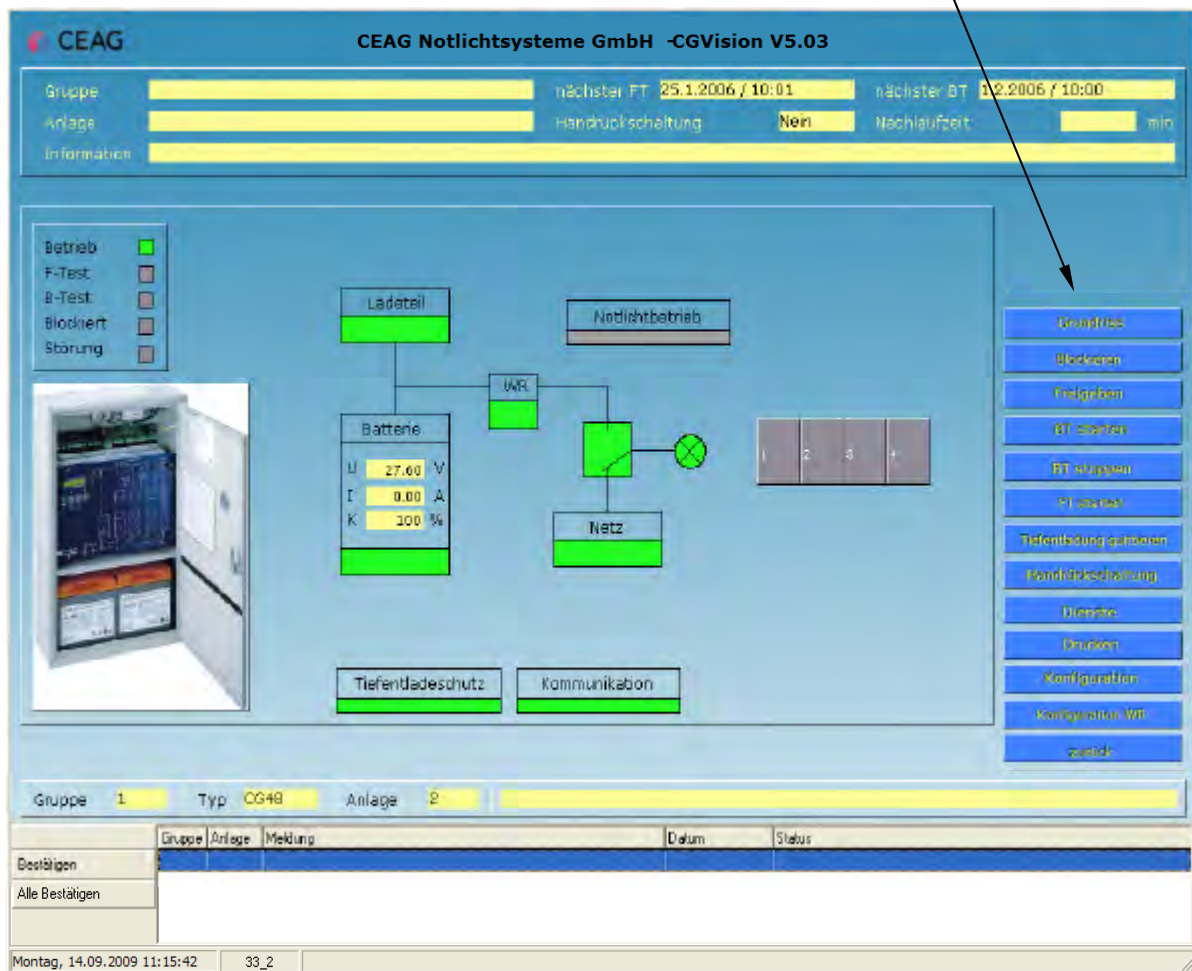 CEAG
CEAG Notlichtsysteme GmbH -CGVision V5.03
Gruppe
nächster FT 25.1.2006 / 10:01
nächster BT 1.2.2006 / 10:00
Anlage
Handrückschaltung Nein
Nachlaufzeit min
Information
Betrieb
F-Test
B-Test
Blockiert
Störung
Ladeteil
Notlichtbetrieb
WR
Batterie
U 27.60 V
I 0.00 A
K 100 %
Netz
1 2 3 4
Tiefentladeschutz
Kommunikation
Grundriss
Blockieren
Freigeben
BT starten
BT stoppen
FT starten
Tiefentladung quittieren
Handrückschaltung
Dienste
Drucken
Konfiguration
Konfiguration WR
zurück
Gruppe 1 Typ CG48 Anlage 2
Gruppe Anlage Meldung Datum Status
Bestätigen
Alle Bestätigen
Montag, 14.09.2009 11:15:42 33_2